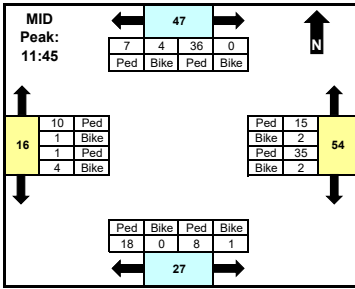 MID
Peak:
11:45
47
7 4 36 0
Ped Bike Ped Bike
N
16
10 Ped
1 Bike
1 Ped
4 Bike
Ped 15
Bike 2
Ped 35
Bike 2
54
Ped Bike Ped Bike
18 0 8 1
27